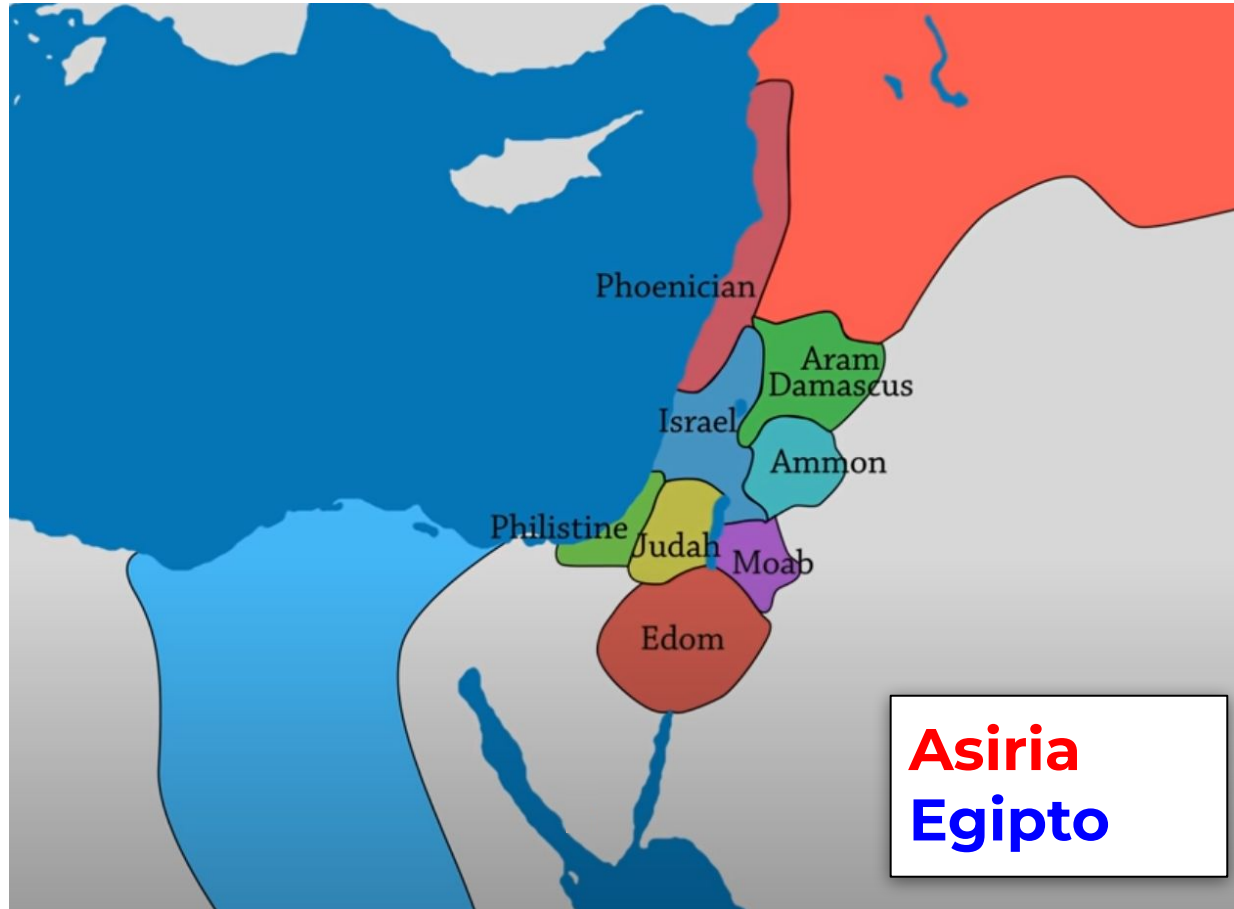 Phoenician
Aram
Damascus
Israel
Ammon
Philistine
Judah
Moab
Edom
Asiria
Egipto